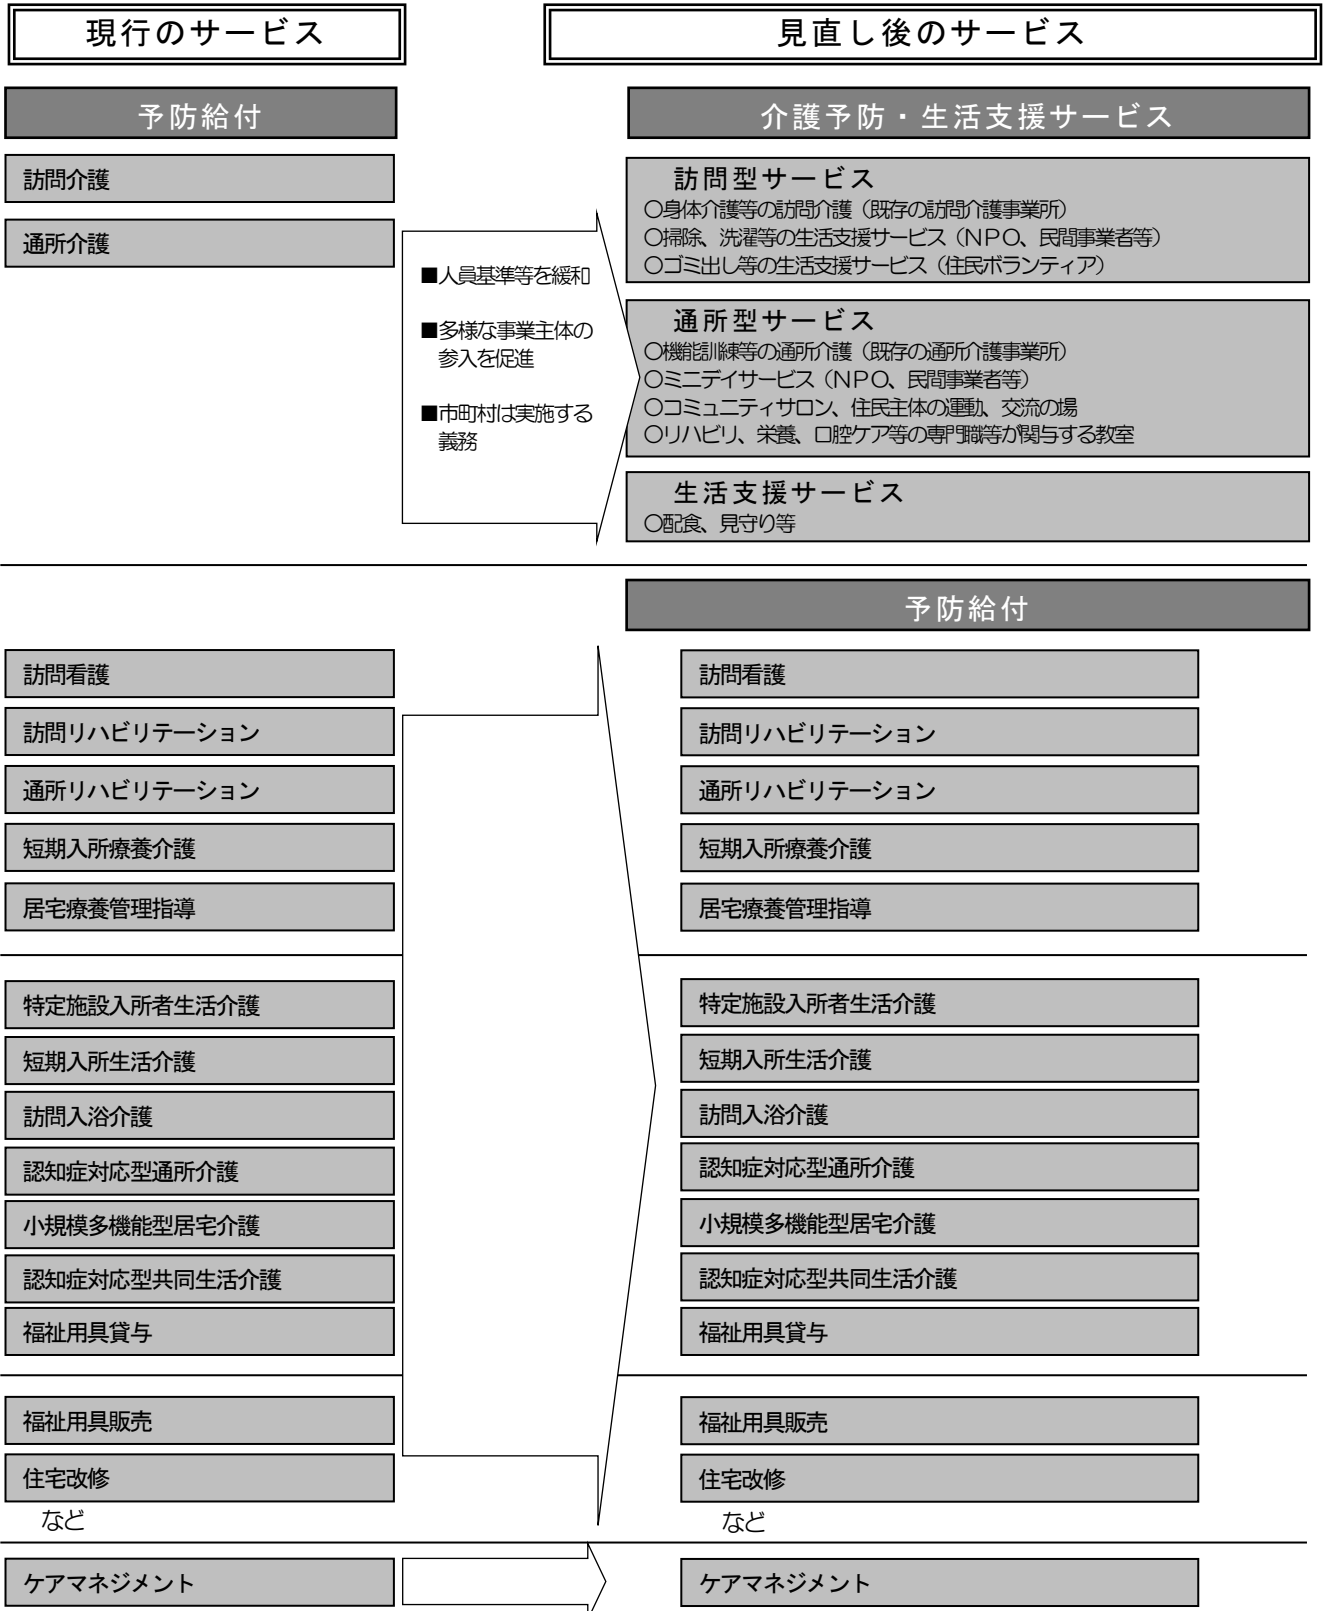 現行のサービス
見直し後のサービス
予防給付
介護予防・生活支援サービス
訪問介護
通所介護
■人員基準等を緩和
■多様な事業主体の
参入を促進
■市町村は実施する
義務
訪問型サービス
〇身体介護等の訪問介護（既存の訪問介護事業所）
〇掃除、洗濯等の生活支援サービス（NPO、民間事業者等）
〇ゴミ出し等の生活支援サービス（住民ボランティア）
通所型サービス
〇機能訓練等の通所介護（既存の通所介護事業所）
〇ミニデイサービス（NPO、民間事業者等）
〇コミュニティサロン、住民主体の運動、交流の場
〇リハビリ、栄養、口腔ケア等の専門職等が関与する教室
生活支援サービス
〇配食、見守り等
予防給付
訪問看護
訪問リハビリテーション
通所リハビリテーション
短期入所療養介護
居宅療養管理指導
特定施設入所者生活介護
短期入所生活介護
訪問入浴介護
認知症対応型通所介護
小規模多機能型居宅介護
認知症対応型共同生活介護
福祉用具貸与
福祉用具販売
住宅改修
など
ケアマネジメント
訪問看護
訪問リハビリテーション
通所リハビリテーション
短期入所療養介護
居宅療養管理指導
特定施設入所者生活介護
短期入所生活介護
訪問入浴介護
認知症対応型通所介護
小規模多機能型居宅介護
認知症対応型共同生活介護
福祉用具貸与
福祉用具販売
住宅改修
など
ケアマネジメント